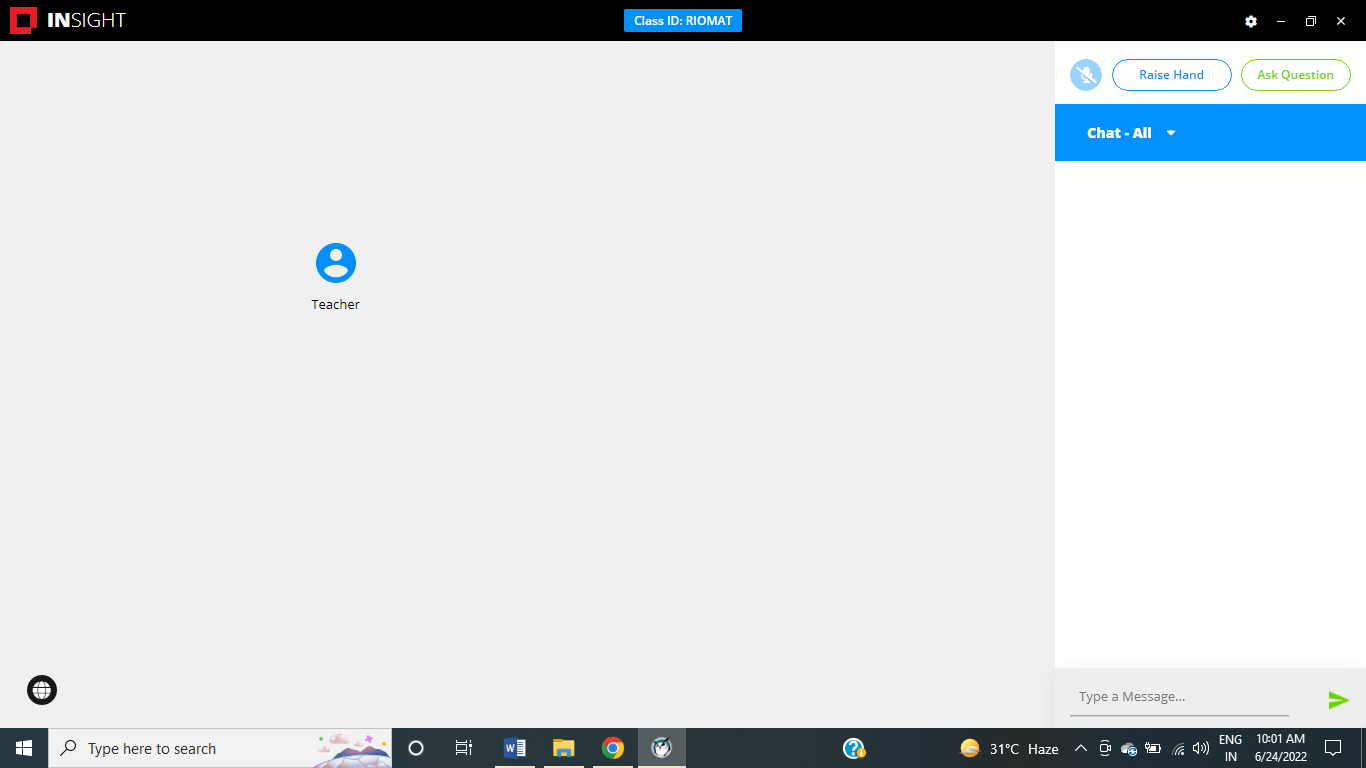 INSIGHT
Class ID: RIOMAT
Raise Hand
Ask Question
Chat - All
Teacher
Type a Message...
Type here to search
W
31°C Haze
ENG
IN
10:01 AM
6/24/2022